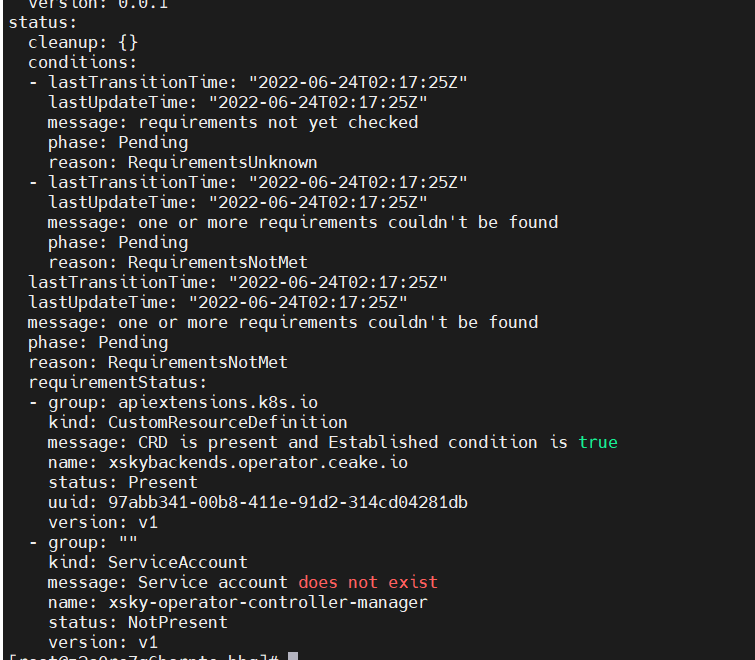 version: 0.0.1
status:
  cleanup: {}
  conditions:
  - lastTransitionTime: "2022-06-24T02:17:25Z"
    lastUpdateTime: "2022-06-24T02:17:25Z"
    message: requirements not yet checked
    phase: Pending
    reason: RequirementsUnknown
  - lastTransitionTime: "2022-06-24T02:17:25Z"
    lastUpdateTime: "2022-06-24T02:17:25Z"
    message: one or more requirements couldn't be found
    phase: Pending
    reason: RequirementsNotMet
  lastTransitionTime: "2022-06-24T02:17:25Z"
  lastUpdateTime: "2022-06-24T02:17:25Z"
  message: one or more requirements couldn't be found
  phase: Pending
  reason: RequirementsNotMet
  requirementStatus:
  - group: apiextensions.k8s.io
    kind: CustomResourceDefinition
    message: CRD is present and Established condition is true
    name: xskybackends.operator.ceake.io
    status: Present
    uuid: 97abb341-00b8-411e-91d2-314cd04281db
    version: v1
  - group: ""
    kind: ServiceAccount
    message: Service account does not exist
    name: xsky-operator-controller-manager
    status: NotPresent
    version: v1